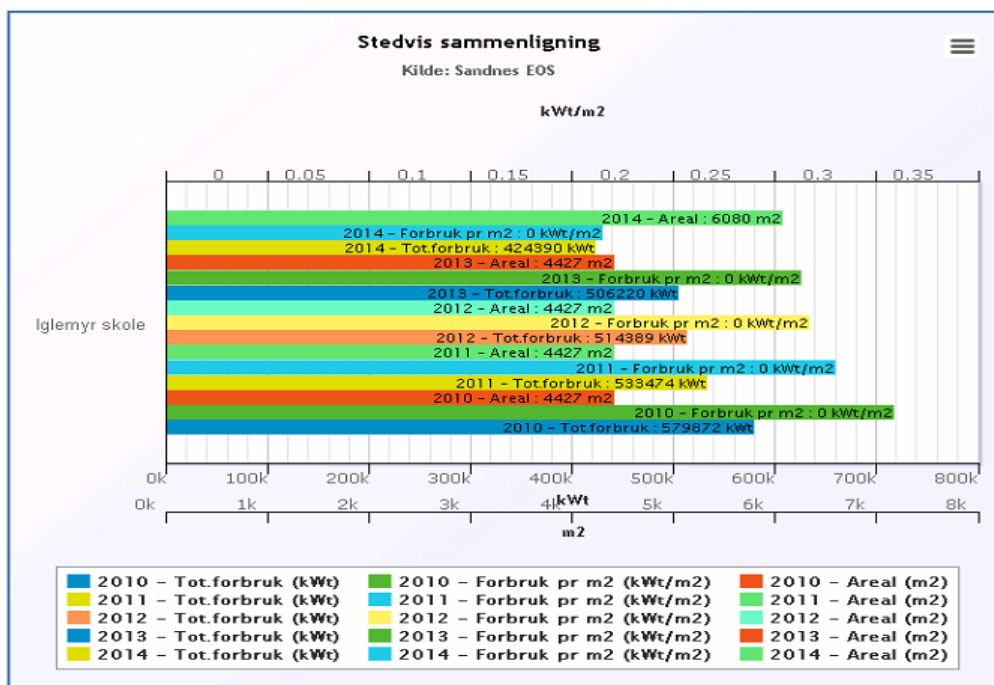 Stedvis sammenligning
Kilde: Sandnes EOS
kWt/m2
0 0.05 0.1 0.15 0.2 0.25 0.3 0.35
2014 - Areal : 6080 m2
2014 - Forbruk pr m2 : 0 kWt/m2
2014 - Tot.forbruk : 424390 kWt
2013 - Areal : 4427 m2
2013 - Forbruk pr m2 : 0 kWt/m2
2013 - Tot.forbruk : 506220 kWt
2012 - Areal : 4427 m2
Iglemyr skole
2012 - Forbruk pr m2 : 0 kWt/m2
2012 - Tot.forbruk : 514389 kWt
2011 - Areal : 4427 m2
2011 - Forbruk pr m2 : 0 kWt/m2
2011 - Tot.forbruk : 533474 kWt
2010 - Areal : 4427 m2
2010 - Forbruk pr m2 : 0 kWt/m2
2010 - Tot.forbruk : 579872 kWt
0k 100k 200k 300k 400k 500k 600k 700k 800k
kWt
0k 1k 2k 3k 4k 5k 6k 7k 8k
m2
2010 - Tot.forbruk (kWt) 2010 - Forbruk pr m2 (kWt/m2) 2010 - Areal (m2)
2011 - Tot.forbruk (kWt) 2011 - Forbruk pr m2 (kWt/m2) 2011 - Areal (m2)
2012 - Tot.forbruk (kWt) 2012 - Forbruk pr m2 (kWt/m2) 2012 - Areal (m2)
2013 - Tot.forbruk (kWt) 2013 - Forbruk pr m2 (kWt/m2) 2013 - Areal (m2)
2014 - Tot.forbruk (kWt) 2014 - Forbruk pr m2 (kWt/m2) 2014 - Areal (m2)